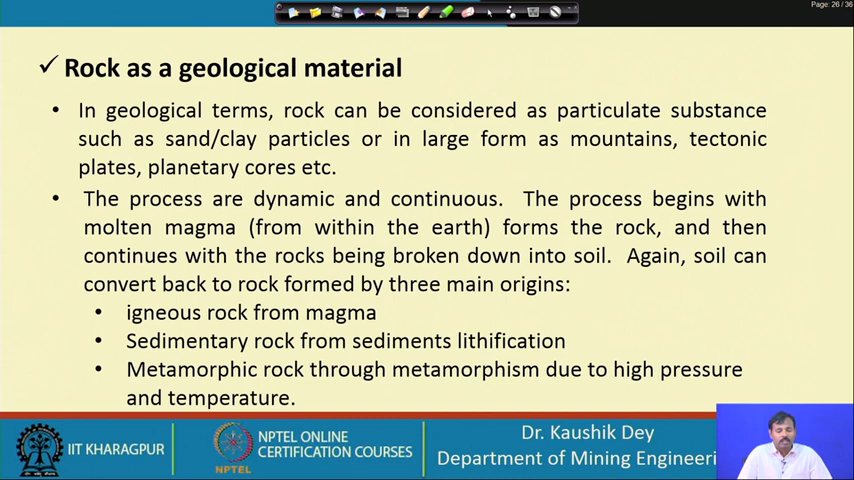 Page: 26 / 36
✓ Rock as a geological material
• In geological terms, rock can be considered as particulate substance
such as sand/clay particles or in large form as mountains, tectonic
plates, planetary cores etc.
• The process are dynamic and continuous. The process begins with
molten magma (from within the earth) forms the rock, and then
continues with the rocks being broken down into soil. Again, soil can
convert back to rock formed by three main origins:
• igneous rock from magma
• Sedimentary rock from sediments lithification
• Metamorphic rock through metamorphism due to high pressure
and temperature.
IIT KHARAGPUR
NPTEL
NPTEL ONLINE
CERTIFICATION COURSES
Dr. Kaushik Dey
Department of Mining Engineeri